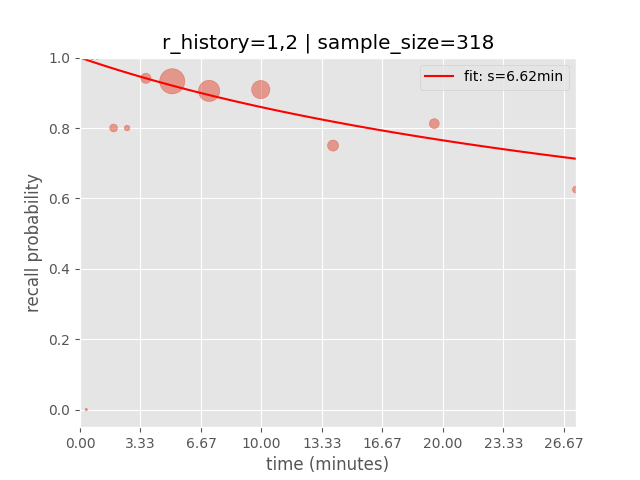 r_history=1,2 | sample_size=318
fit: s=6.62min
recall probability
1.0
0.8
0.6
0.4
0.2
0.0
0.00 3.33 6.67 10.00 13.33 16.67 20.00 23.33 26.67
time (minutes)